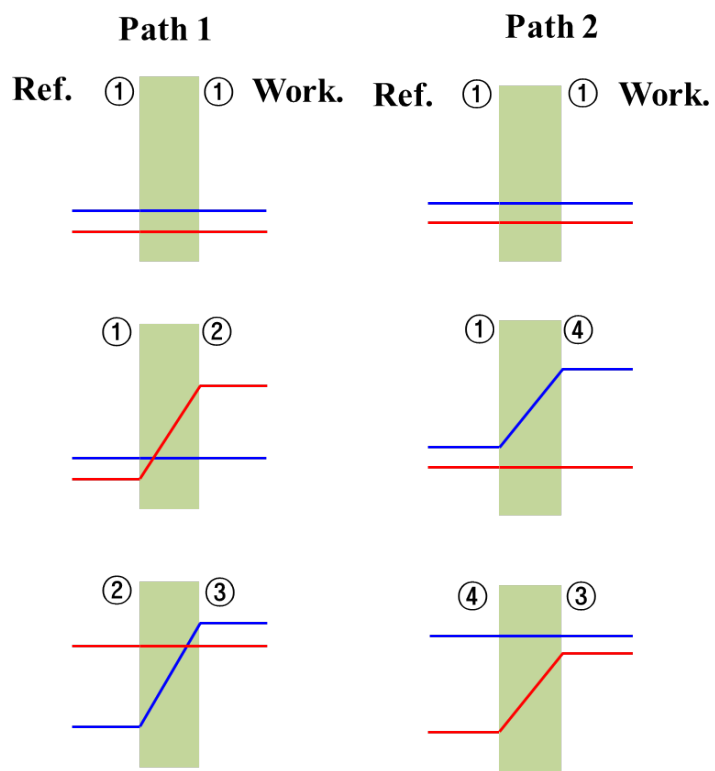 Path 1
Path 2
Ref. ① ① Work.
Ref. ① ① Work.
① ②
① ④
② ③
④ ③